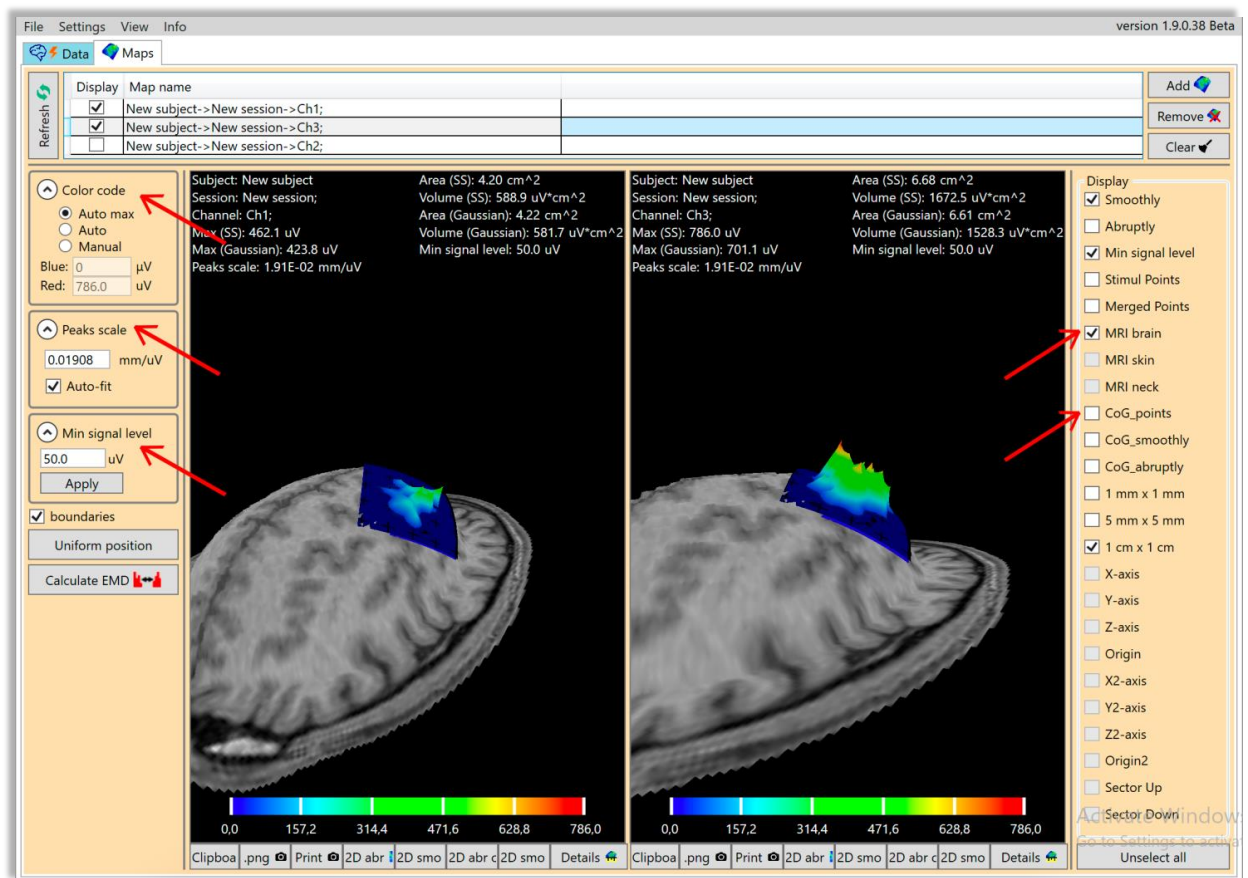 File Settings View Info
version 1.9.0.38 Beta
Data Maps
Refresh
Display Map name
New subject->New session->Ch1;
New subject->New session->Ch3;
New subject->New session->Ch2;
Add
Remove
Clear
Color code
Auto max
Auto
Manual
Blue: 0 µV
Red: 786.0 uV
Peaks scale
0.01908 mm/uV
Auto-fit
Min signal level
50.0 uV
Apply
boundaries
Uniform position
Calculate EMD
Subject: New subject
Session: New session;
Channel: Ch1;
Max (SS): 462.1 uV
Max (Gaussian): 423.8 uV
Peaks scale: 1.91E-02 mm/uV
Area (SS): 4.20 cm^2
Volume (SS): 588.9 uV*cm^2
Area (Gaussian): 4.22 cm^2
Volume (Gaussian): 581.7 uV*cm^2
Min signal level: 50.0 uV
0,0 157,2 314,4 471,6 628,8 786,0
Clipboa .png Print 2D abr 2D smo 2D abr c 2D smo Details
Subject: New subject
Session: New session;
Channel: Ch3;
Max (SS): 786.0 uV
Max (Gaussian): 701.1 uV
Peaks scale: 1.91E-02 mm/uV
Area (SS): 6.68 cm^2
Volume (SS): 1672.5 uV*cm^2
Area (Gaussian): 6.61 cm^2
Volume (Gaussian): 1528.3 uV*cm^2
Min signal level: 50.0 uV
0,0 157,2 314,4 471,6 628,8 786,0
Clipboa .png Print 2D abr 2D smo 2D abr c 2D smo Details
Display
Smoothly
Abruptly
Min signal level
Stimul Points
Merged Points
MRI brain
MRI skin
MRI neck
CoG_points
CoG_smoothly
CoG_abruptly
1 mm x 1 mm
5 mm x 5 mm
1 cm x 1 cm
X-axis
Y-axis
Z-axis
Origin
X2-axis
Y2-axis
Z2-axis
Origin2
Sector Up
Sector Down
Activate Windows
Go to Settings to activa
Unselect all